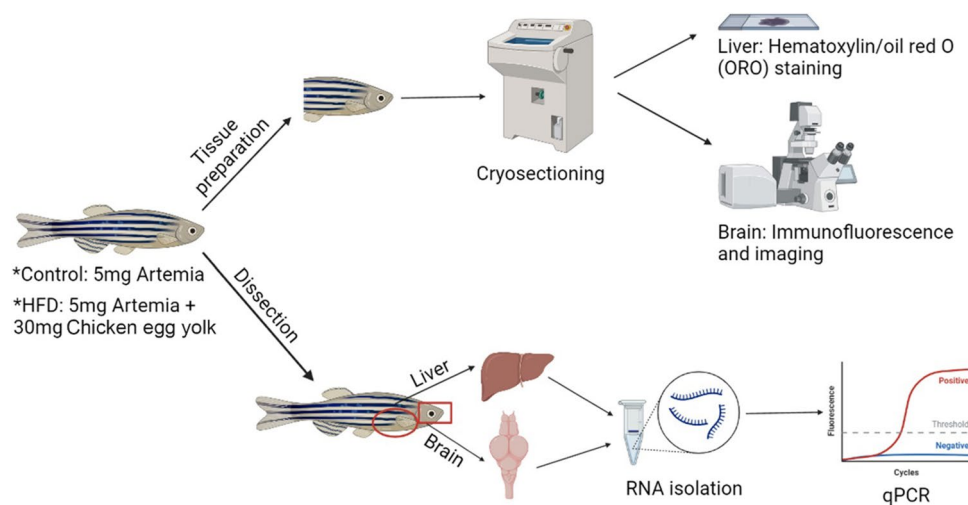 Tissue
preparation
Cryosectioning
Liver: Hematoxylin/oil red O
(ORO) staining
Brain: Immunofluorescence
and imaging
*Control: 5mg Artemia
*HFD: 5mg Artemia +
30mg Chicken egg yolk
Dissection
Liver
Brain
RNA isolation
Fluorescence
Positive
Threshold
Negative
Cycles
qPCR